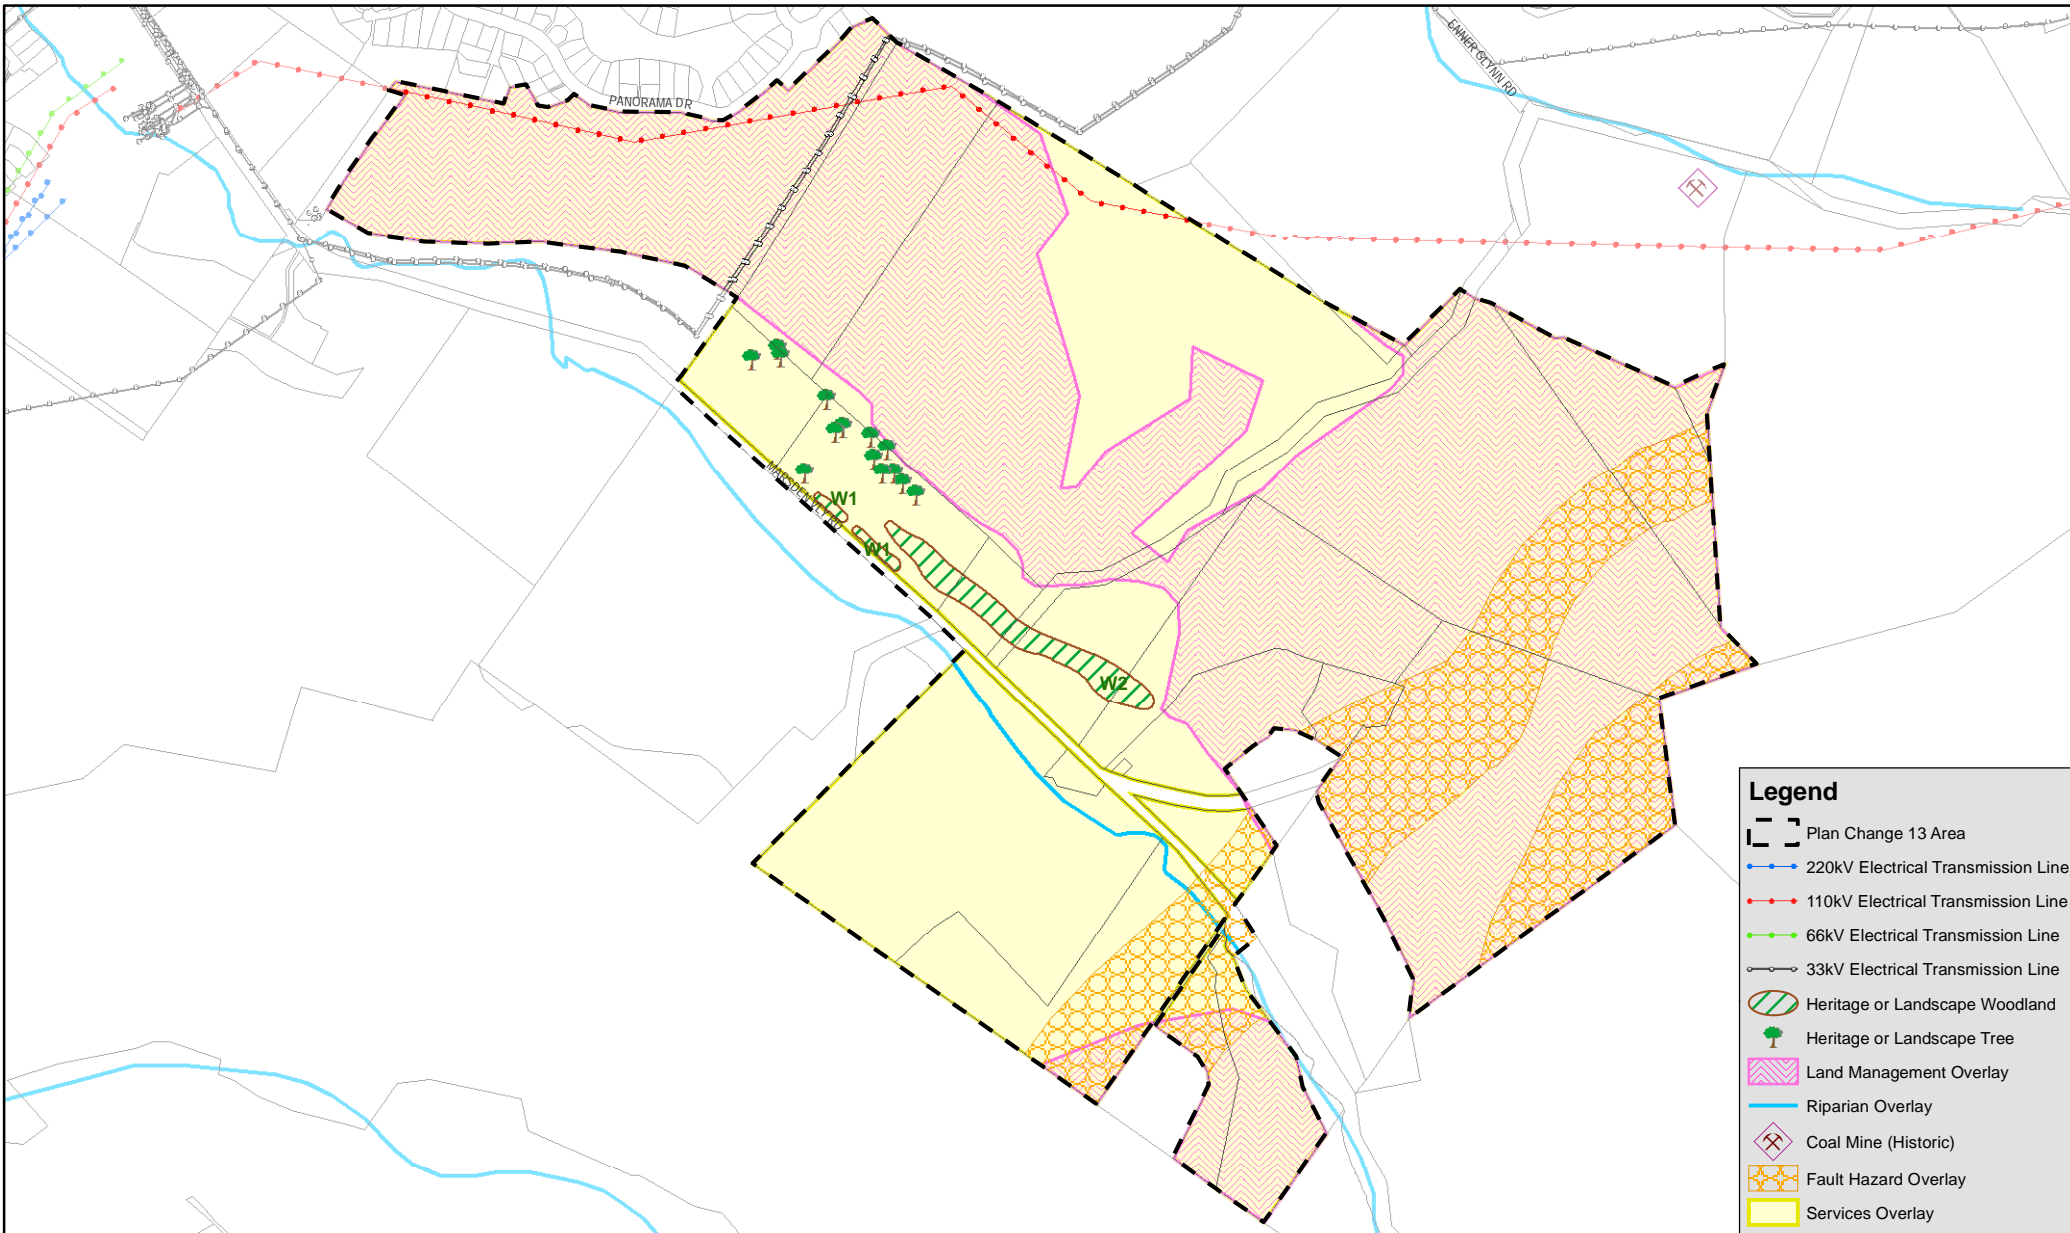 ENNER GLYNN RD
PANORAMA DR
MARSDEN VLY RD
W1
W1
W2
Legend
Plan Change 13 Area
220kV Electrical Transmission Line
110kV Electrical Transmission Line
66kV Electrical Transmission Line
33kV Electrical Transmission Line
Heritage or Landscape Woodland
Heritage or Landscape Tree
Land Management Overlay
Riparian Overlay
Coal Mine (Historic)
Fault Hazard Overlay
Services Overlay